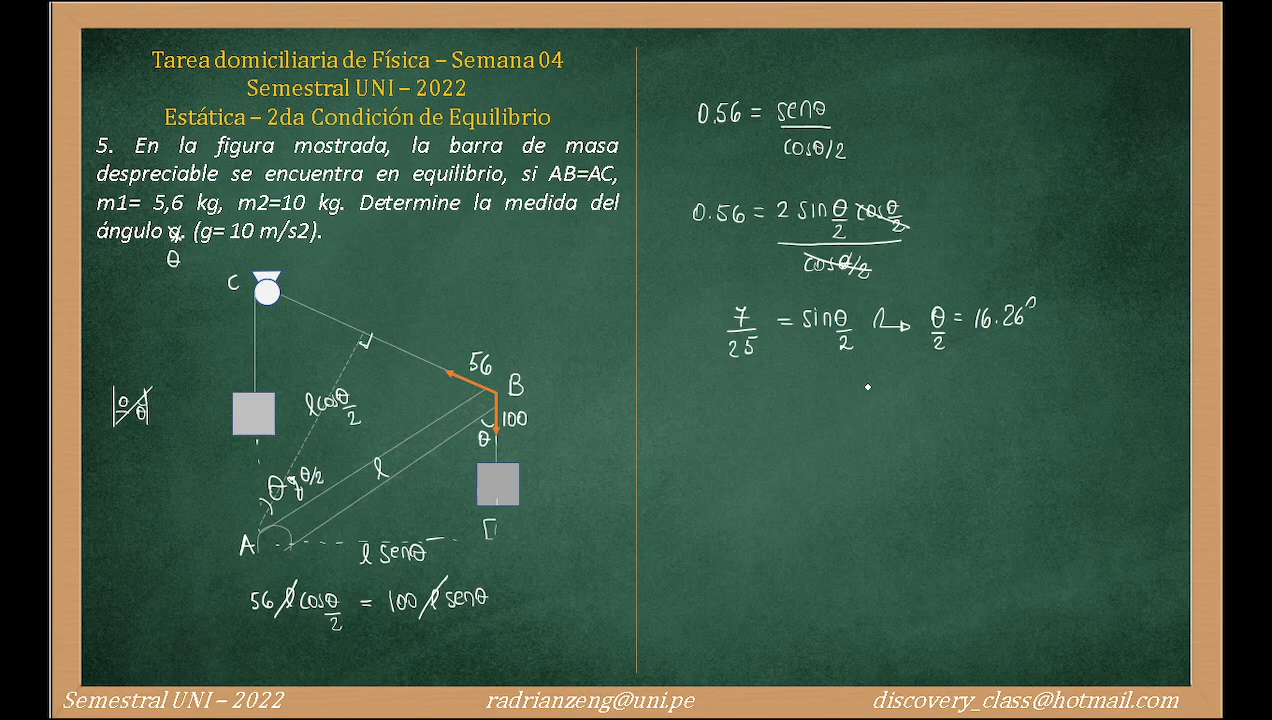 Tarea domiciliaria de Física – Semana 04
Semestral UNI – 2022
Estática – 2da Condición de Equilibrio
5. En la figura mostrada, la barra de masa
despreciable se encuentra en equilibrio, si AB=AC,
m1= 5,6 kg, m2=10 kg. Determine la medida del
ángulo q. (g= 10 m/s2).
θ
C
56
B
100
θ
l cosθ/2
θ θ
l
θ θ/2
A
l senθ
56 l cosθ/2 = 100 l senθ
0.56 = senθ / cosθ/2
0.56 = 2 sinθ/2 cosθ/2 / cosθ/2
7/25 = sinθ/2 → θ/2 = 16.26°
Semestral UNI – 2022
radrianzeng@uni.pe
discovery_class@hotmail.com